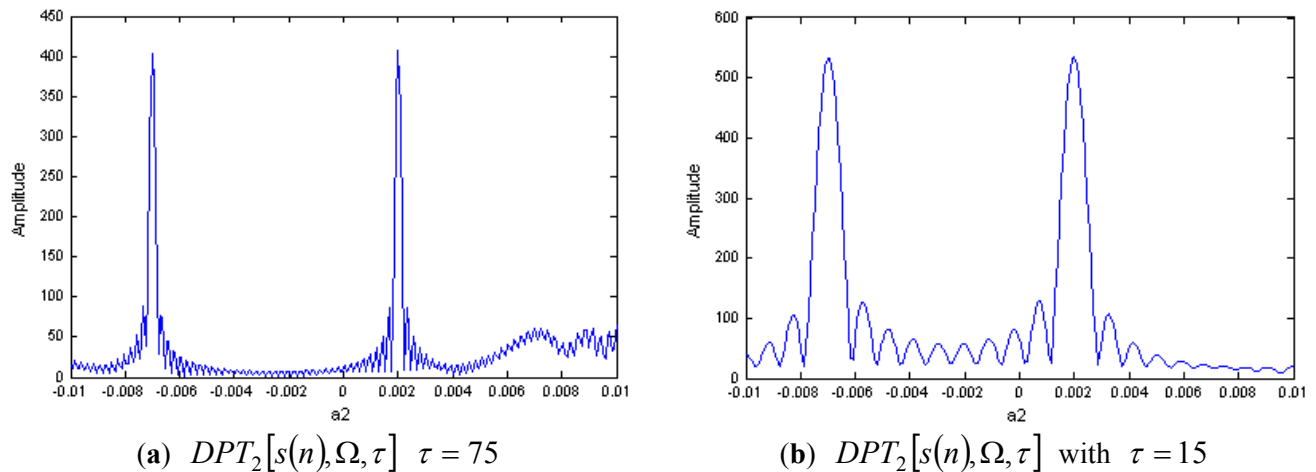 450
400
350
300
250
200
150
100
50
0
Amplitude
-0.01 -0.008 -0.006 -0.004 -0.002 0 0.002 0.004 0.006 0.008 0.01
a2
(a) DPT₂[s(n),Ω,τ] τ = 75
600
500
400
300
200
100
0
Amplitude
-0.01 -0.008 -0.006 -0.004 -0.002 0 0.002 0.004 0.006 0.008 0.01
a2
(b) DPT₂[s(n),Ω,τ] with τ = 15